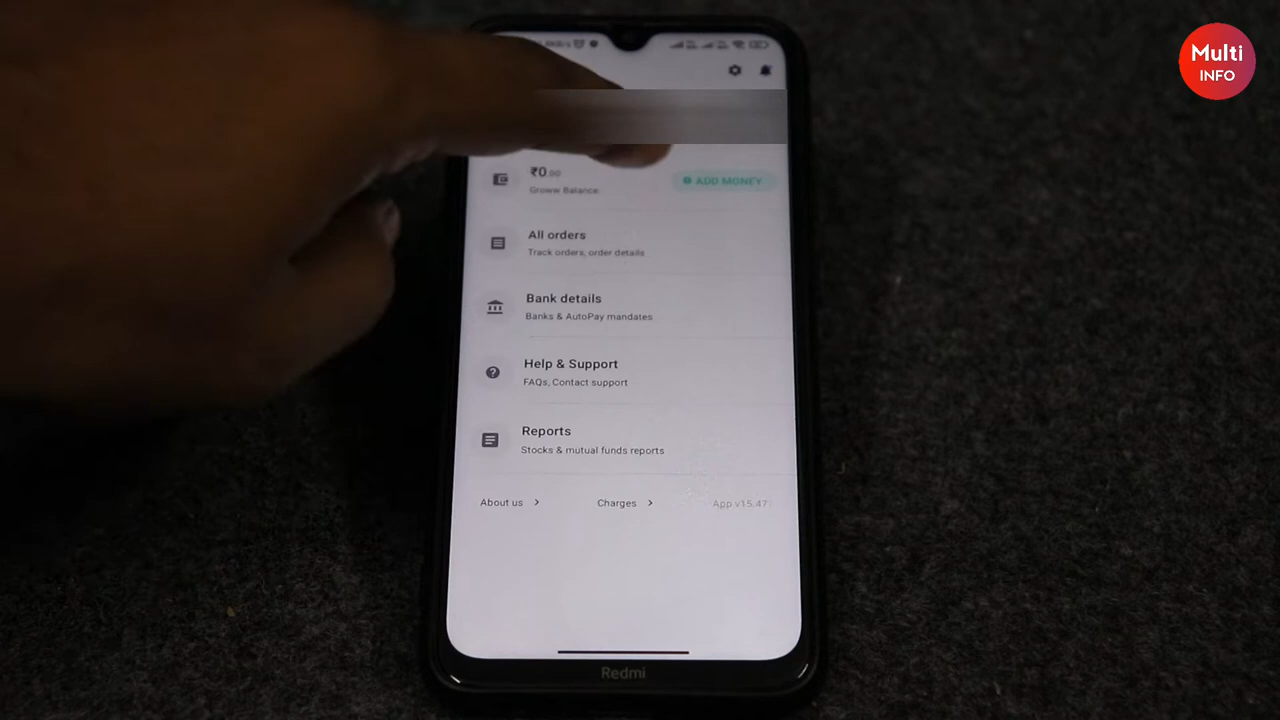 Multi
INFO
₹0.00
Groww Balance
ADD MONEY
All orders
Track orders, order details
Bank details
Banks & AutoPay mandates
Help & Support
FAQs, Contact support
Reports
Stocks & mutual funds reports
About us
Charges
App v15.47
Redmi